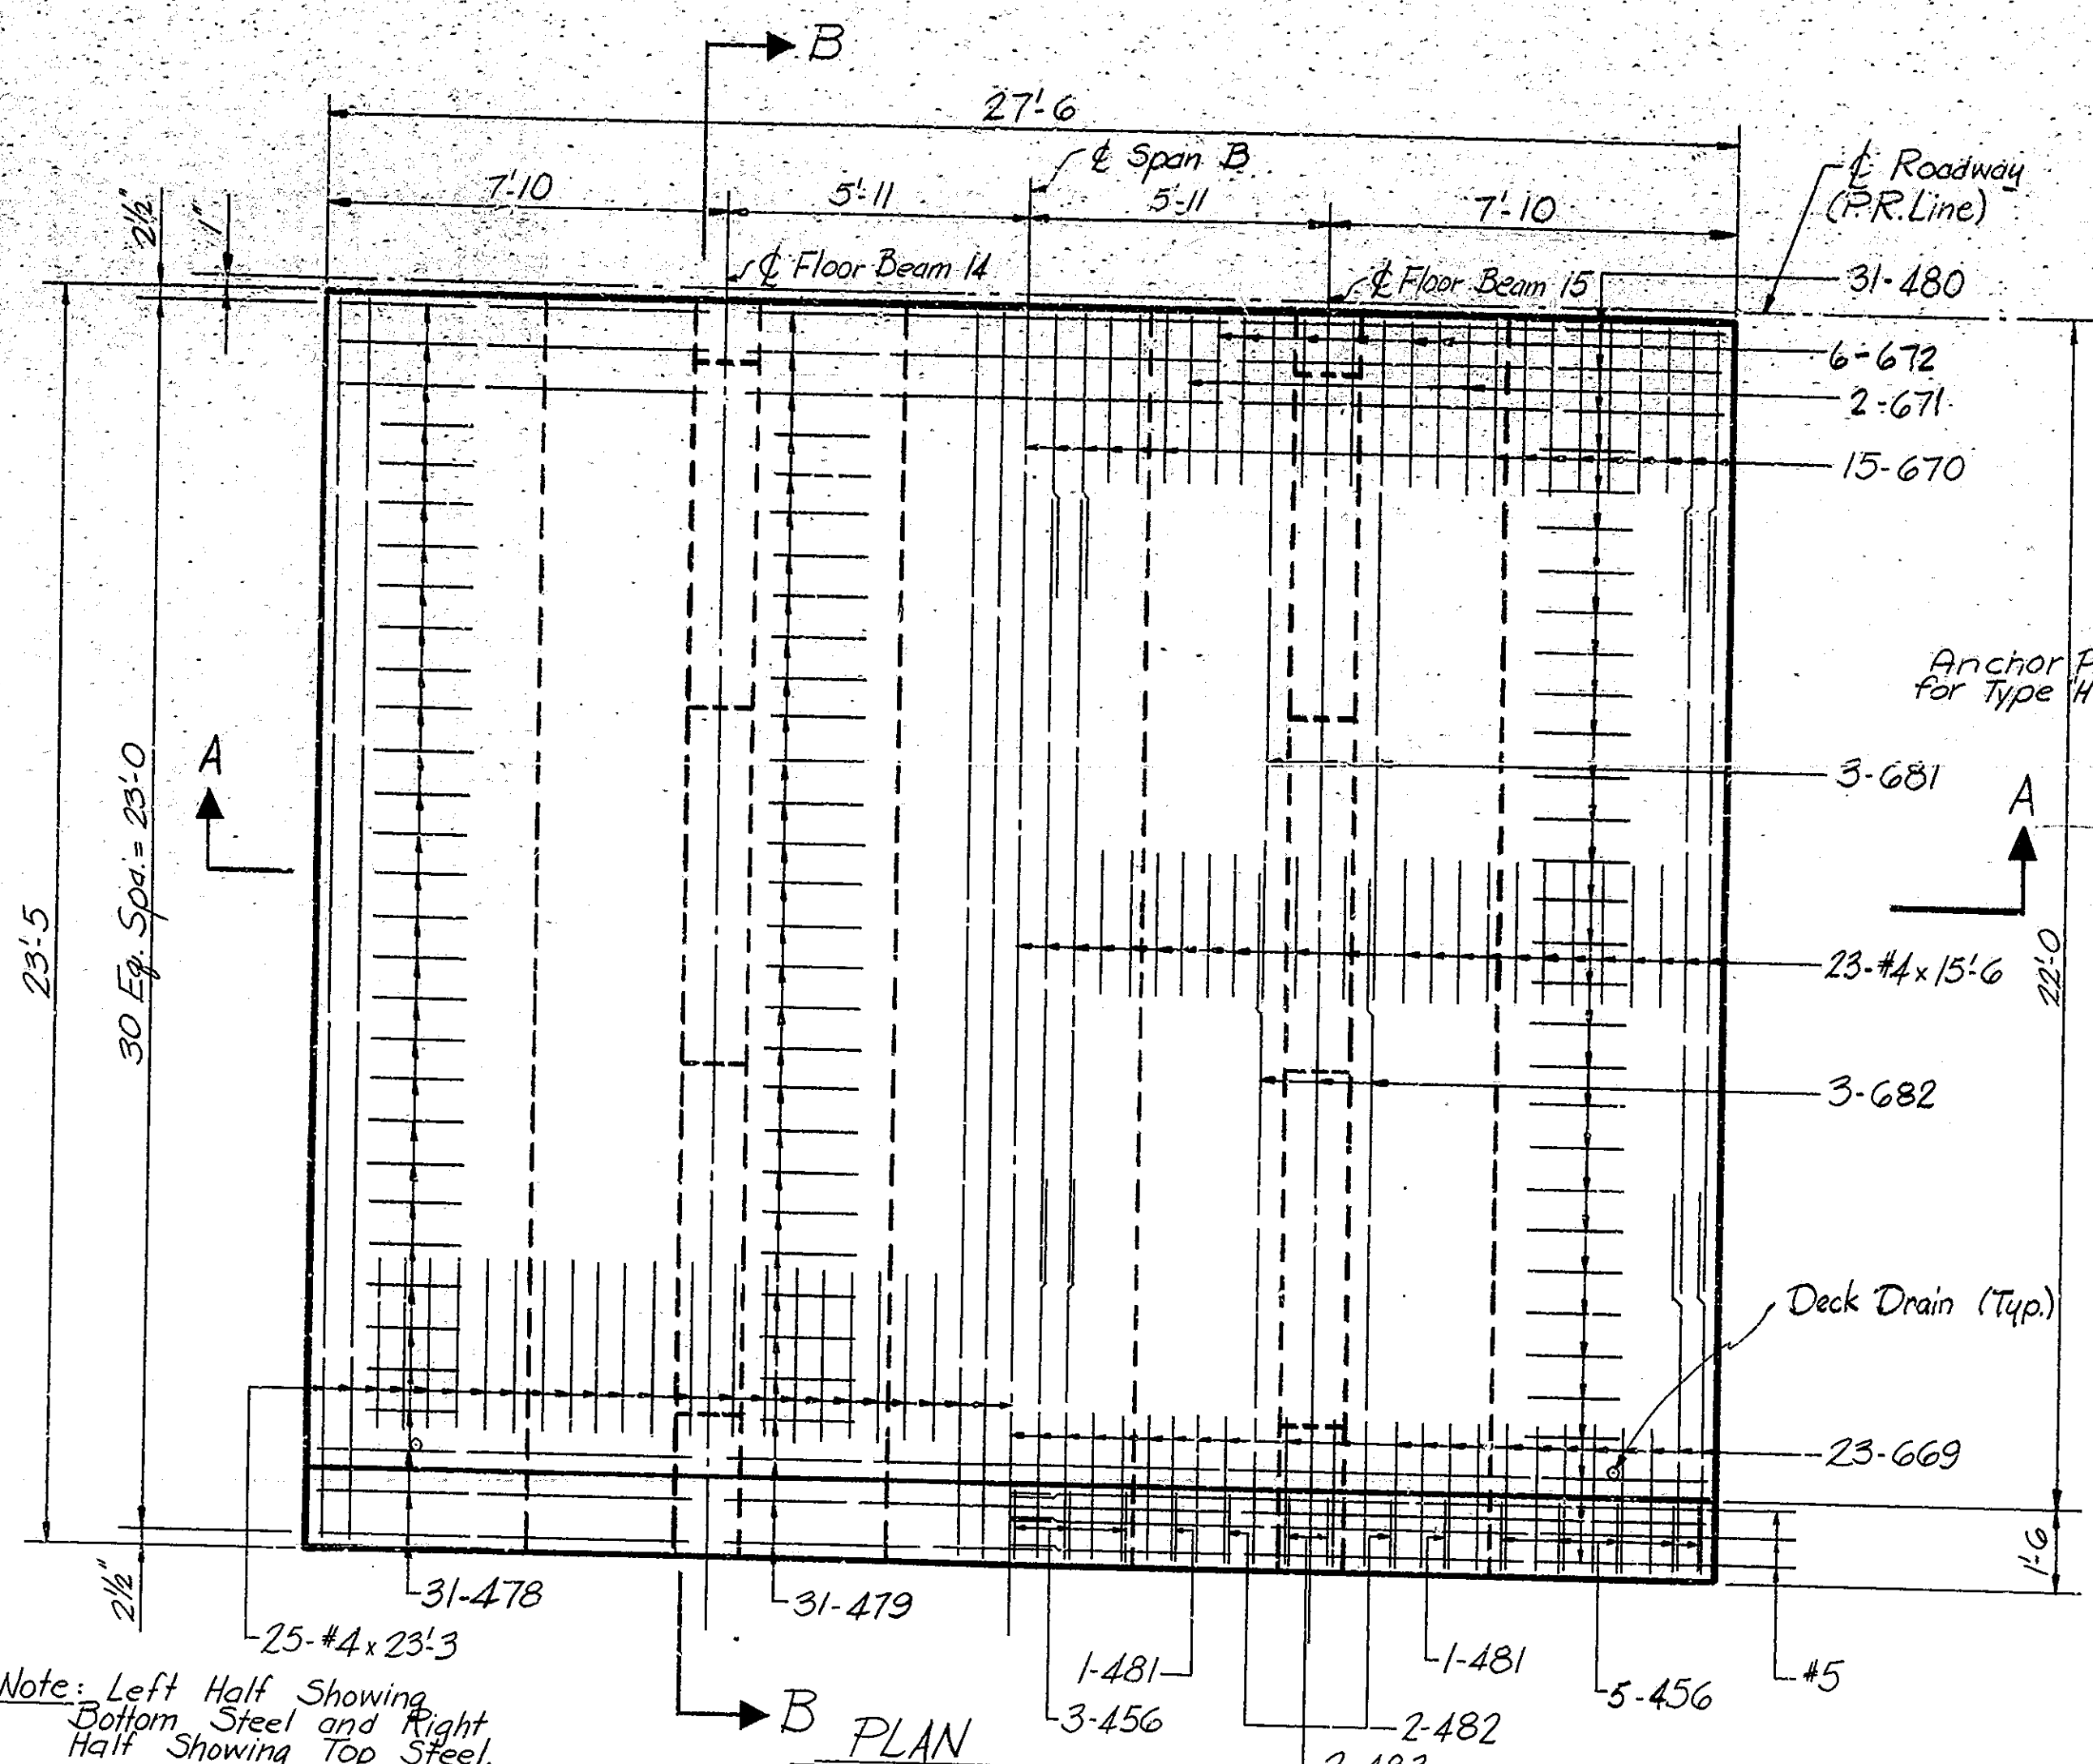 B
27'-6
℄ Span B
℄ Roadway
(P.R. Line)
7'-10
5'-11
5'-11
7'-10
2½"
1"
℄ Floor Beam 14
℄ Floor Beam 15
31-480
6-672
2-671
15-670
Anchor
for Type H
A
3-681
A
30 Eq. Spa. = 23'-0
23'-5
23-#4 x 15'-6
22'-0
3-682
Deck Drain (Typ.)
23-669
1'-6
2½"
31-478
31-479
25-#4 x 23'-3
1-481
1-481
#5
5-456
3-456
2-482
Note: Left Half Showing
Bottom Steel and Right
Half Showing Top Steel.
B
PLAN